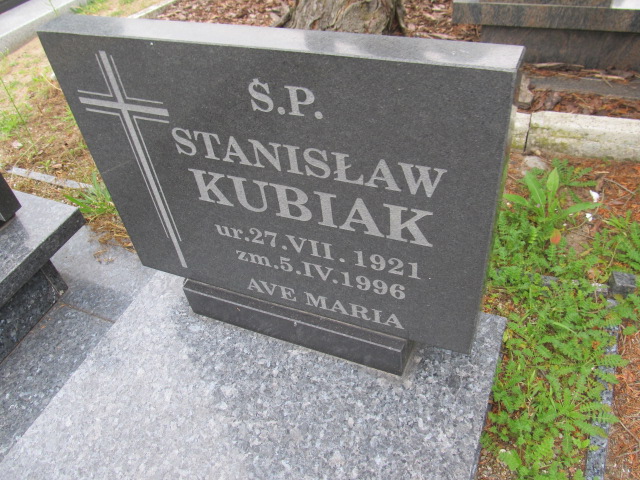 Ś.P.
STANISŁAW
KUBIAK
ur.27.VII.1921
zm.5.IV.1996
AVE MARIA